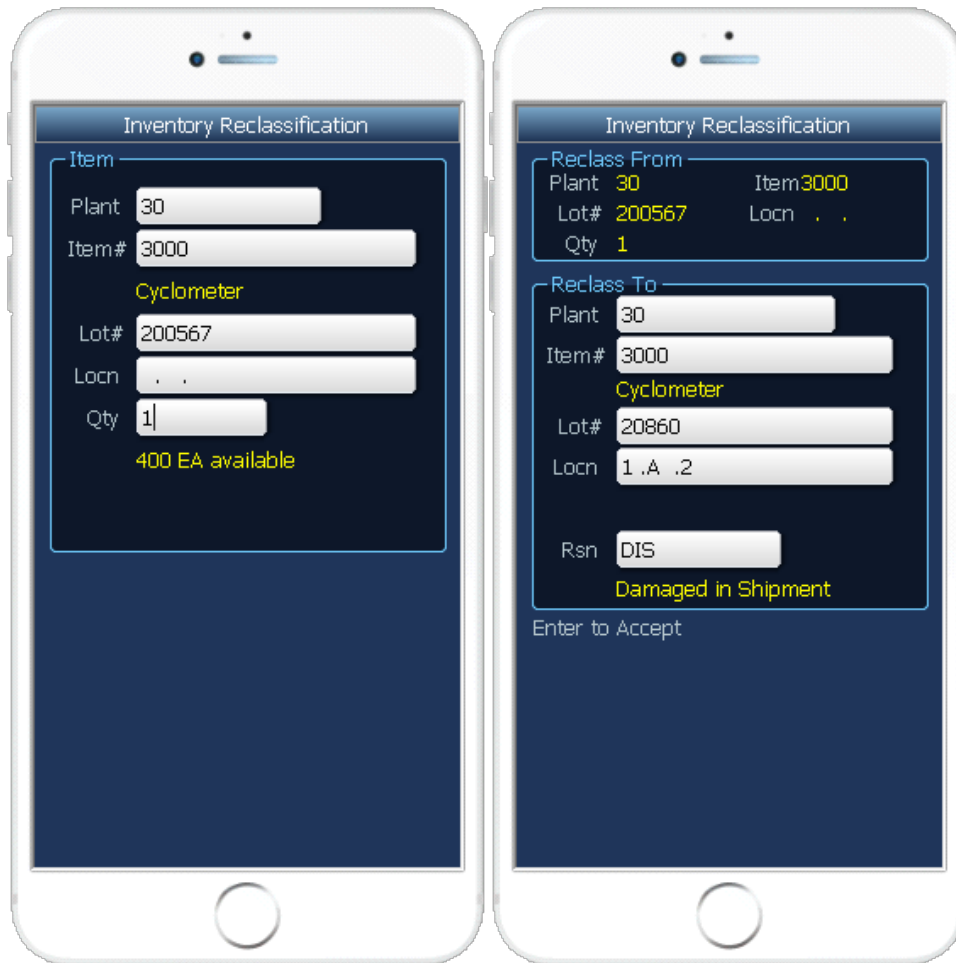 Inventory Reclassification
Item
Plant 30
Item# 3000
Cyclometer
Lot# 200567
Locn . .
Qty 1
400 EA available
Inventory Reclassification
Reclass From
Plant 30 Item3000
Lot# 200567 Locn . .
Qty 1
Reclass To
Plant 30
Item# 3000
Cyclometer
Lot# 20860
Locn 1 .A .2
Rsn DIS
Damaged in Shipment
Enter to Accept